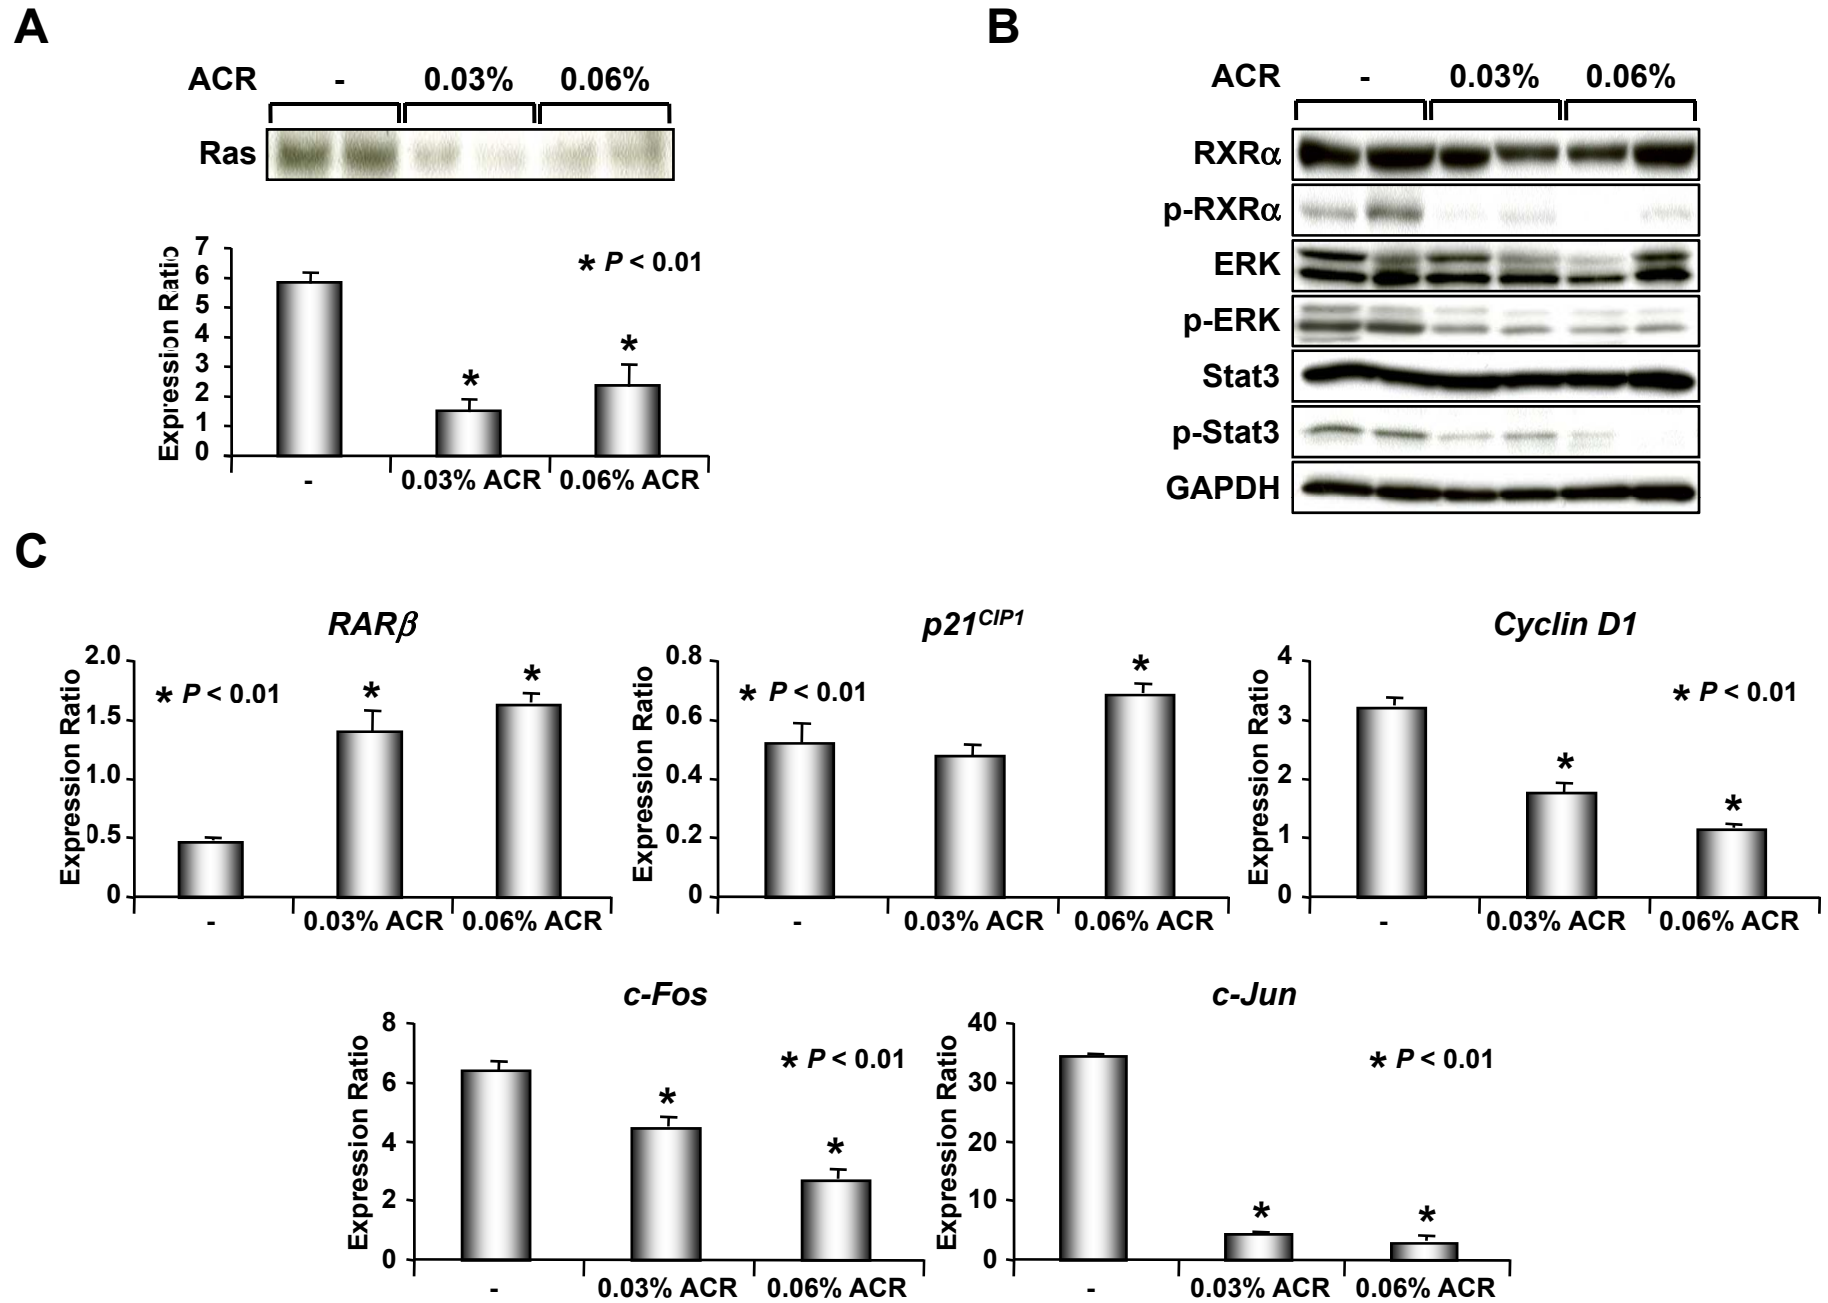 A
ACR - 0.03% 0.06%
Ras
Expression Ratio
7
6
5
4
3
2
1
0
* P < 0.01
*
*
- 0.03% ACR 0.06% ACR
B
ACR - 0.03% 0.06%
RXRα
p-RXRα
ERK
p-ERK
Stat3
p-Stat3
GAPDH
C
RARβ
Expression Ratio
2.0
1.5
1.0
0.5
0
* P < 0.01
*
*
- 0.03% ACR 0.06% ACR
p21CIP1
Expression Ratio
0.8
0.6
0.4
0.2
0
* P < 0.01
*
- 0.03% ACR 0.06% ACR
Cyclin D1
Expression Ratio
4
3
2
1
0
* P < 0.01
*
*
- 0.03% ACR 0.06% ACR
c-Fos
Expression Ratio
8
6
4
2
0
* P < 0.01
*
*
- 0.03% ACR 0.06% ACR
c-Jun
Expression Ratio
40
30
20
10
0
* P < 0.01
*
*
- 0.03% ACR 0.06% ACR